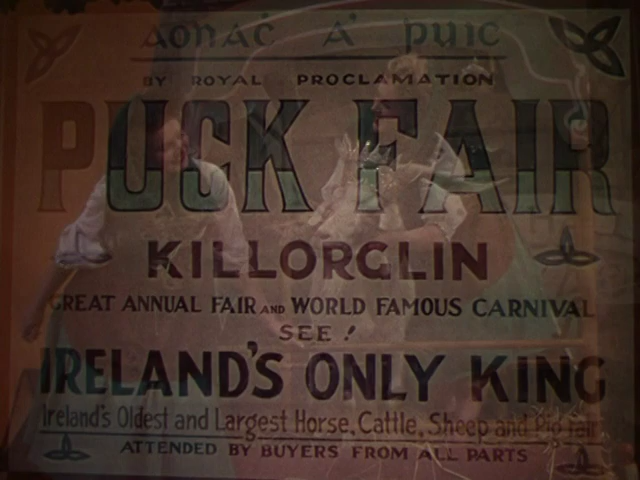 AONAĊ A' PUIC
BY ROYAL PROCLAMATION
PUCK FAIR
KILLORGLIN
GREAT ANNUAL FAIR AND WORLD FAMOUS CARNIVAL
SEE!
IRELAND'S ONLY KING
Ireland's Oldest and Largest Horse, Cattle, Sheep and Pig fair
ATTENDED BY BUYERS FROM ALL PARTS